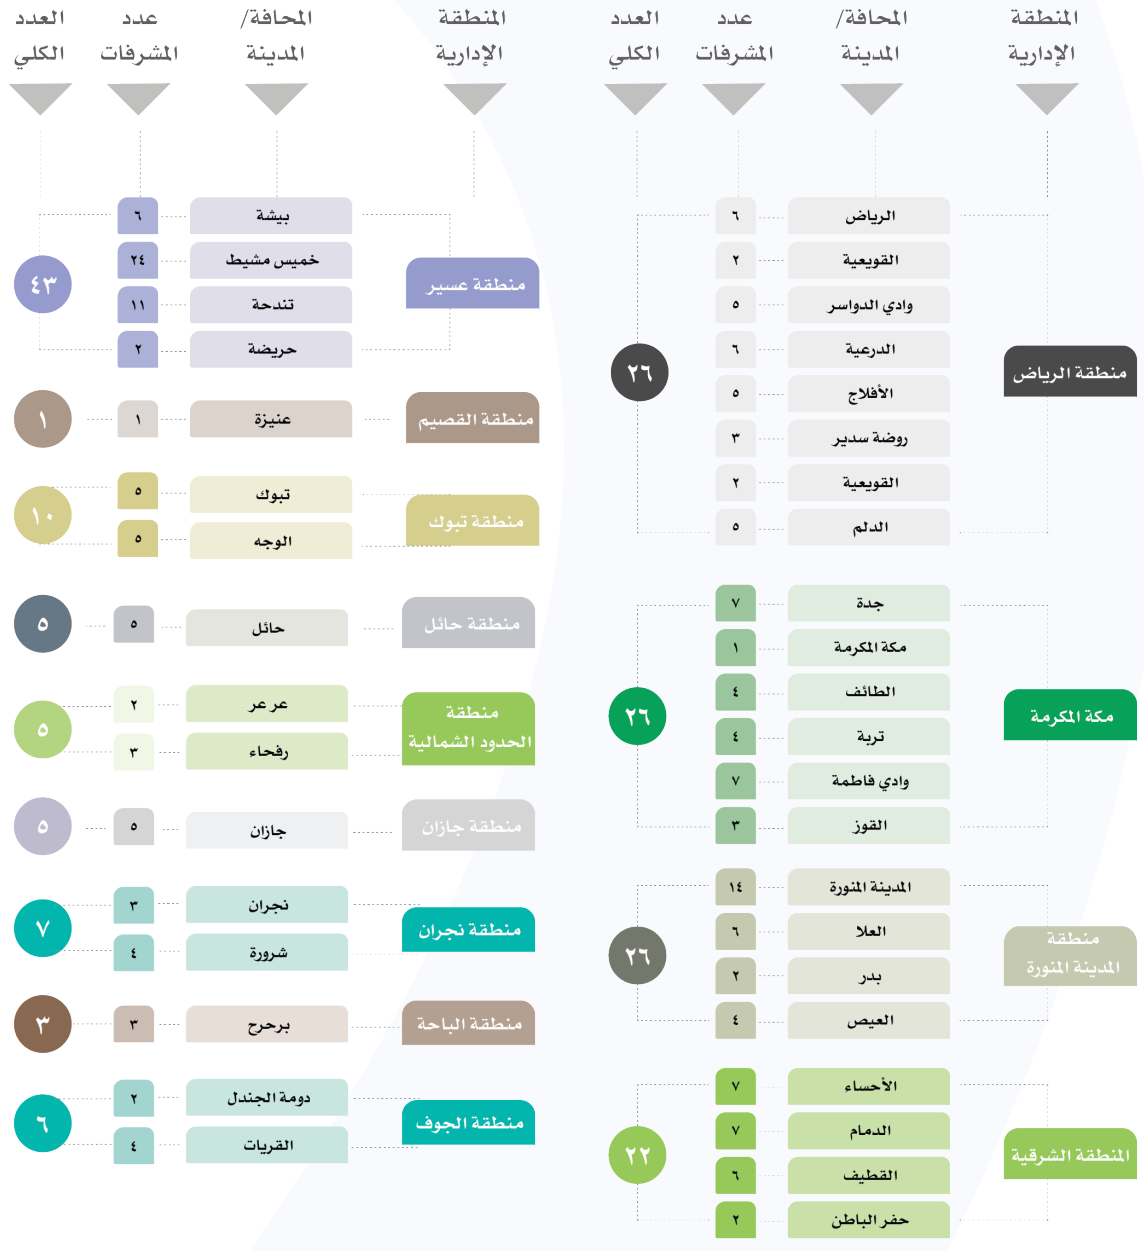 المنطقة الإدارية
المحافة/ المدينة
عدد المشرفات
العدد الكلي
منطقة الرياض
الرياض ٦
القويعية ٢
وادي الدواسر ٥
الدرعية ٦
الأفلاج ٥
روضة سدير ٣
القويعية ٢
الدلم ٥
٢٦
مكة المكرمة
جدة ٧
مكة المكرمة ١
الطائف ٤
تربة ٤
وادي فاطمة ٧
القوز ٣
٢٦
منطقة
المدينة المنورة
المدينة المنورة ١٤
العلا ٦
بدر ٢
العيص ٤
٢٦
المنطقة الشرقية
الأحساء ٧
الدمام ٧
القطيف ٦
حفر الباطن ٢
٢٢
المنطقة الإدارية
المحافة/ المدينة
عدد المشرفات
العدد الكلي
منطقة عسير
بيشة ٦
خميس مشيط ٢٤
تندحة ١١
حريضة ٢
٤٣
منطقة القصيم
عنيزة ١
١
منطقة تبوك
تبوك ٥
الوجه ٥
١٠
منطقة حائل
حائل ٥
٥
منطقة
الحدود الشمالية
عر عر ٢
رفحاء ٣
٥
منطقة جازان
جازان ٥
٥
منطقة نجران
نجران ٣
شرورة ٤
٧
منطقة الباحة
برحرح ٣
٣
منطقة الجوف
دومة الجندل ٢
القريات ٤
٦